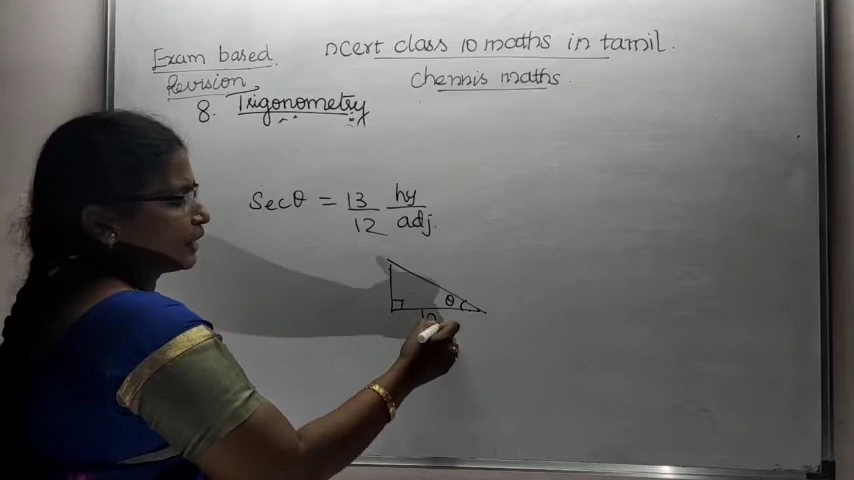 Exam based
Revision
ncert class 10 maths in tamil.
chennis maths
8. Trigonometry
Secθ = 13/12 hy/adj.
θ